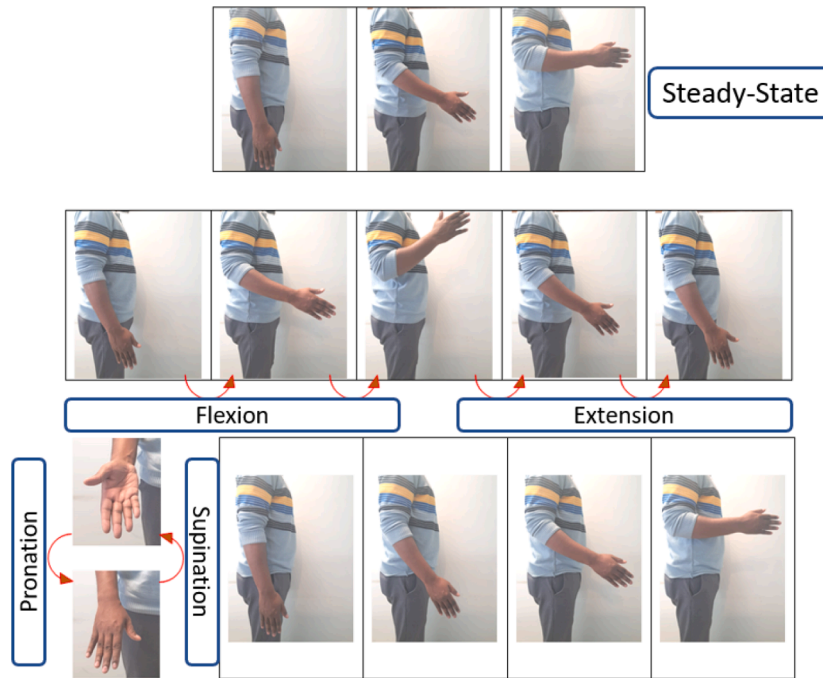 Steady-State
Flexion
Extension
Pronation
Supination